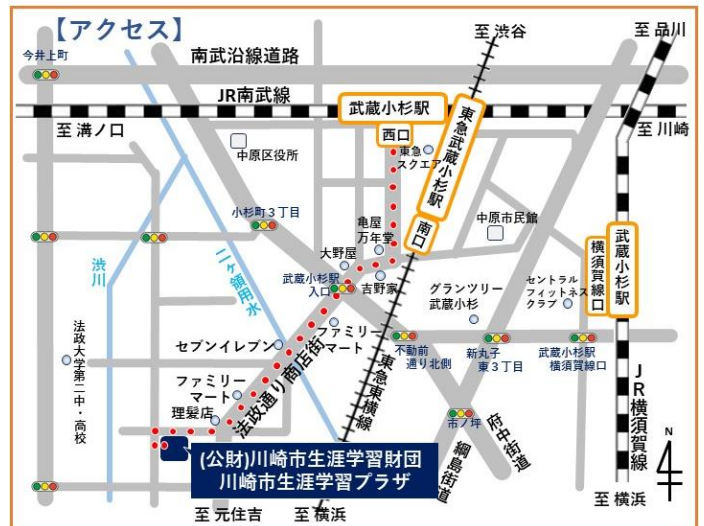 【アクセス】
至 渋谷
至 品川
今井上町
南武沿線道路
JR南武線
武蔵小杉駅
西口
至 溝ノ口
至 川崎
東急武蔵小杉駅
南口
東急
スクエア
中原区役所
中原市民館
小杉町3丁目
亀屋
万年堂
大野屋
武蔵小杉駅
入口
吉野家
武蔵小杉駅
横須賀線口
渋川
二ヶ領用水
グランツリー
武蔵小杉
セントラル
フィットネス
クラブ
ファミリー
マート
セブンイレブン
法政通り商店街
不動前
通り北側
新丸子
東3丁目
武蔵小杉駅
横須賀線口
法政大学第二中・高校
東急東横線
JR横須賀線
ファミリー
マート
理髪店
市ノ坪
府中街道
綱島街道
N
(公財)川崎市生涯学習財団
川崎市生涯学習プラザ
至 元住吉
至 横浜
至 横浜